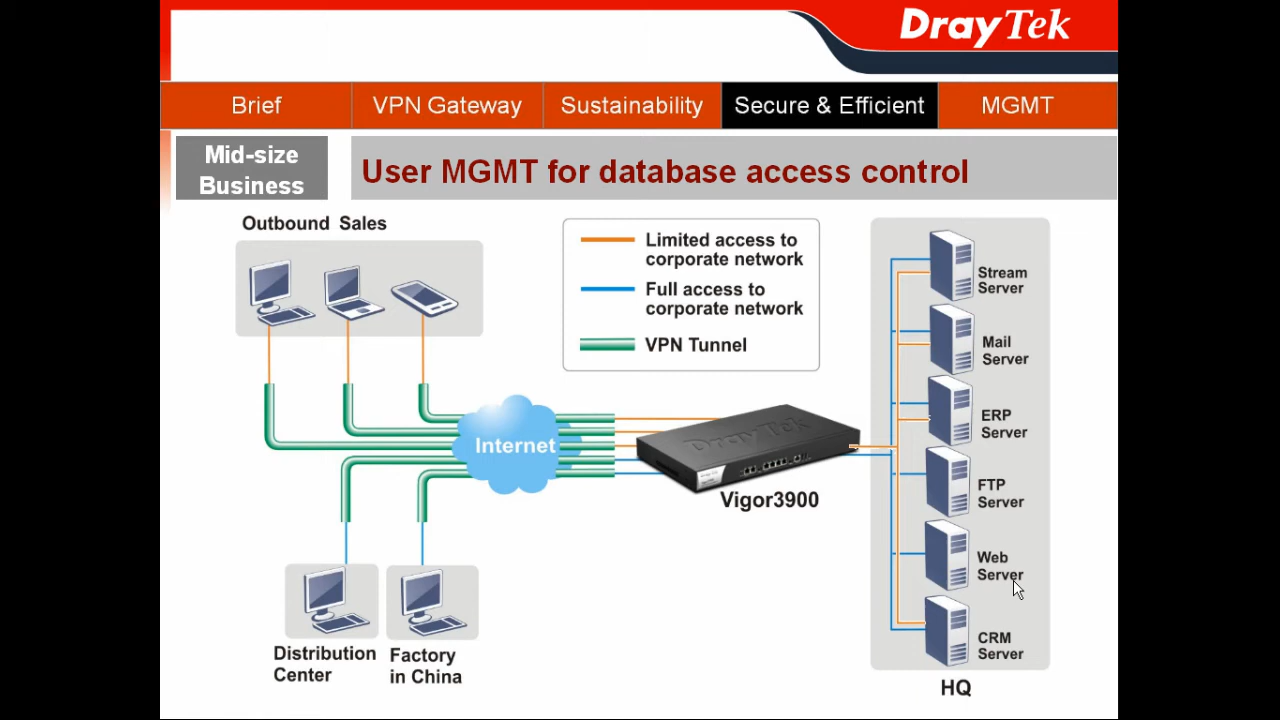 DrayTek
Brief
VPN Gateway
Sustainability
Secure & Efficient
MGMT
Mid-size
Business
User MGMT for database access control
Outbound Sales
Limited access to
corporate network
Full access to
corporate network
VPN Tunnel
Stream
Server
Mail
Server
ERP
Server
FTP
Server
Web
Server
CRM
Server
HQ
Internet
DrayTek
Vigor3900
Distribution
Center
Factory
in China